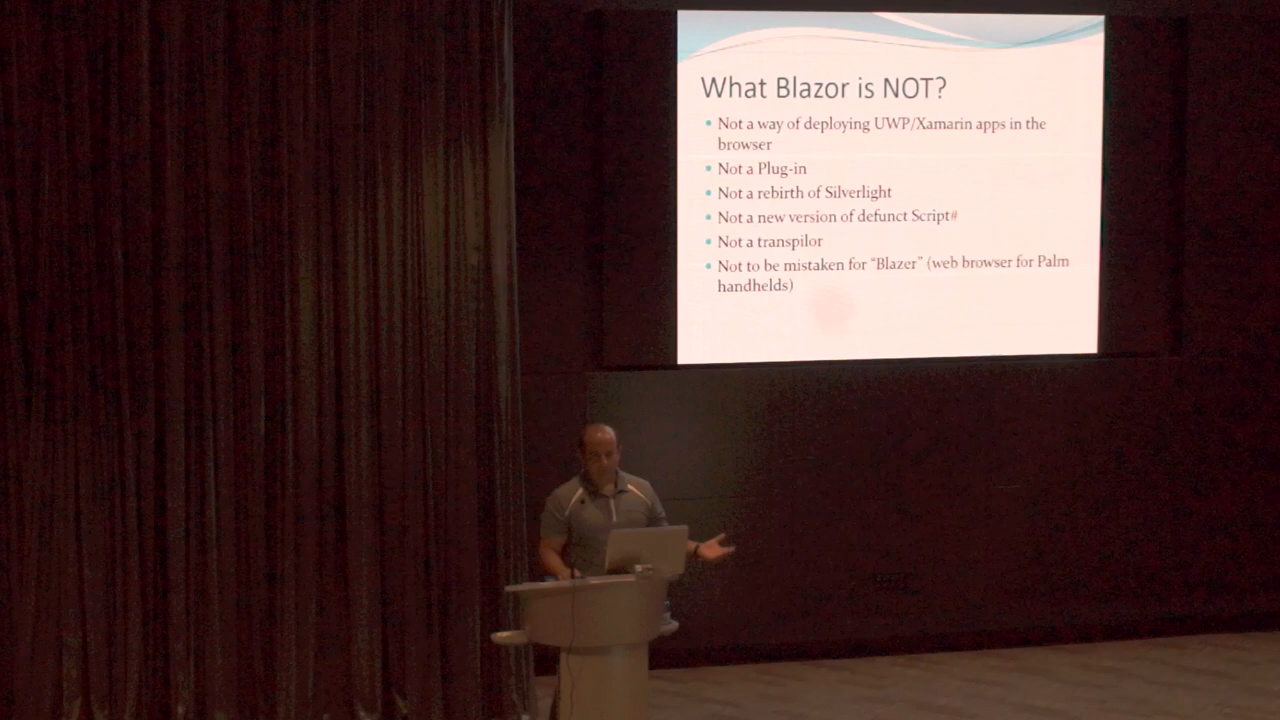 What Blazor is NOT?
• Not a way of deploying UWP/Xamarin apps in the
browser
• Not a Plug-in
• Not a rebirth of Silverlight
• Not a new version of defunct Script#
• Not a transpilor
• Not to be mistaken for “Blazer” (web browser for Palm
handhelds)